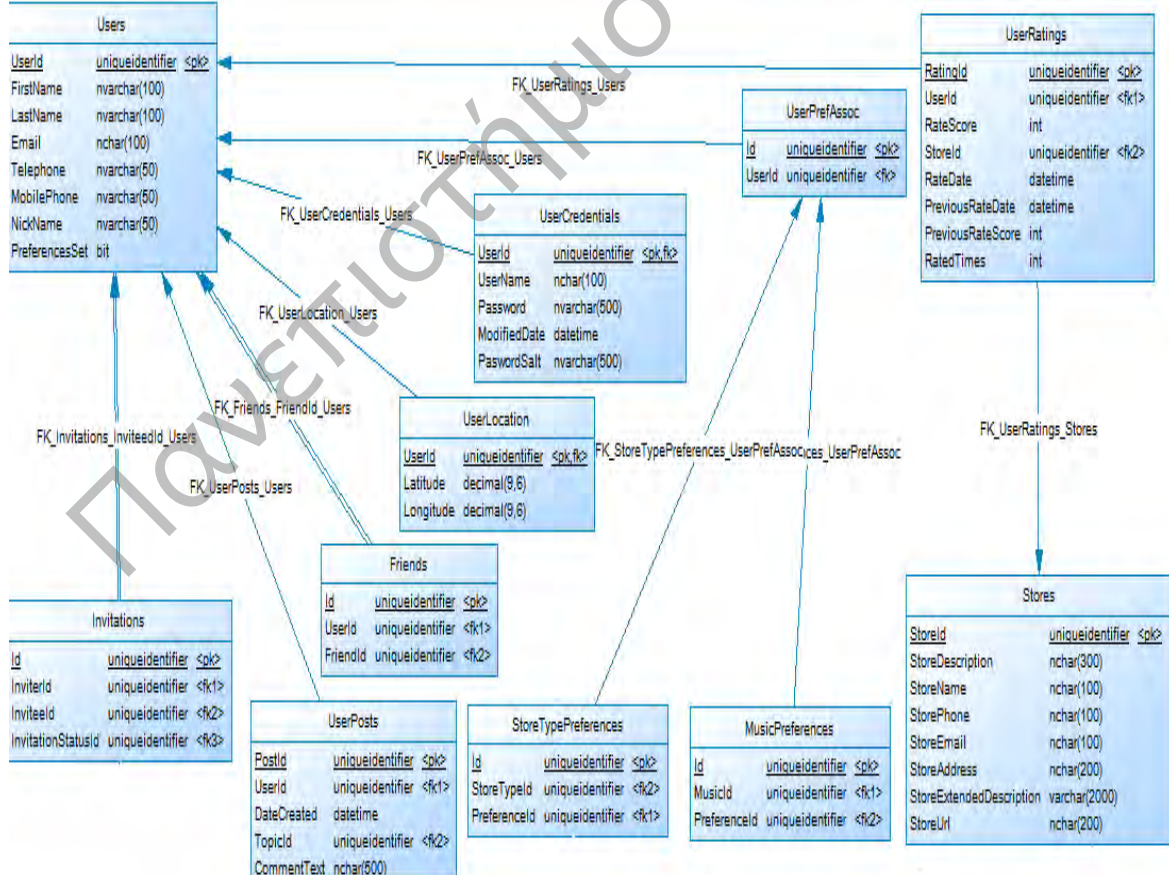 Users
UserId uniqueidentifier <pk>
FirstName nvarchar(100)
LastName nvarchar(100)
Email nchar(100)
Telephone nvarchar(50)
MobilePhone nvarchar(50)
NickName nvarchar(50)
PreferencesSet bit
UserRatings
RatingId uniqueidentifier <pk>
UserId uniqueidentifier <fk1>
RateScore int
StoreId uniqueidentifier <fk2>
RateDate datetime
PreviousRateDate datetime
PreviousRateScore int
RatedTimes int
FK_UserRatings_Users
UserPrefAssoc
Id uniqueidentifier <pk>
UserId uniqueidentifier <fk>
FK_UserPrefAssoc_Users
FK_UserCredentials_Users
UserCredentials
UserId uniqueidentifier <pk,fk>
UserName nchar(100)
Password nvarchar(500)
ModifiedDate datetime
PaswordSalt nvarchar(500)
FK_UserLocation_Users
UserLocation
UserId uniqueidentifier <pk,fk>
Latitude decimal(9,6)
Longitude decimal(9,6)
FK_Friends_FriendId_Users
FK_Invitations_InviteedId_Users
FK_UserPosts_Users
FK_StoreTypePreferences_UserPrefAssoc
ces_UserPrefAssoc
FK_UserRatings_Stores
Friends
Id uniqueidentifier <pk>
UserId uniqueidentifier <fk1>
FriendId uniqueidentifier <fk2>
Invitations
Id uniqueidentifier <pk>
InviterId uniqueidentifier <fk1>
InviteeId uniqueidentifier <fk2>
InvitationStatusId uniqueidentifier <fk3>
UserPosts
PostId uniqueidentifier <pk>
UserId uniqueidentifier <fk1>
DateCreated datetime
TopicId uniqueidentifier <fk2>
CommentText nchar(500)
StoreTypePreferences
Id uniqueidentifier <pk>
StoreTypeId uniqueidentifier <fk2>
PreferenceId uniqueidentifier <fk1>
MusicPreferences
Id uniqueidentifier <pk>
MusicId uniqueidentifier <fk1>
PreferenceId uniqueidentifier <fk2>
Stores
StoreId uniqueidentifier <pk>
StoreDescription nchar(300)
StoreName nchar(100)
StorePhone nchar(100)
StoreEmail nchar(100)
StoreAddress nchar(200)
StoreExtendedDescription varchar(2000)
StoreUrl nchar(200)
Πανεπιστήμιο